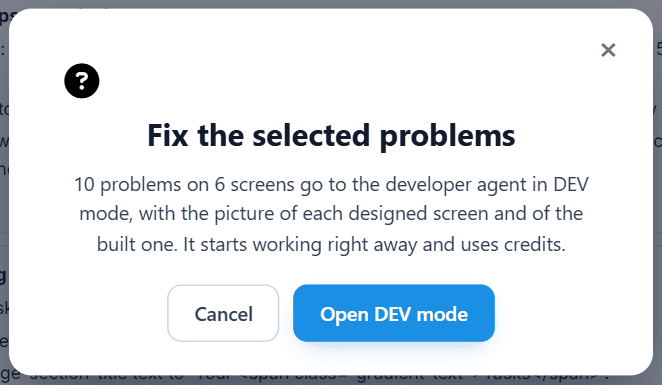 ps
:
5
?
Fix the selected problems
10 problems on 6 screens go to the developer agent in DEV
mode, with the picture of each designed screen and of the
built one. It starts working right away and uses credits.
Cancel
Open DEV mode